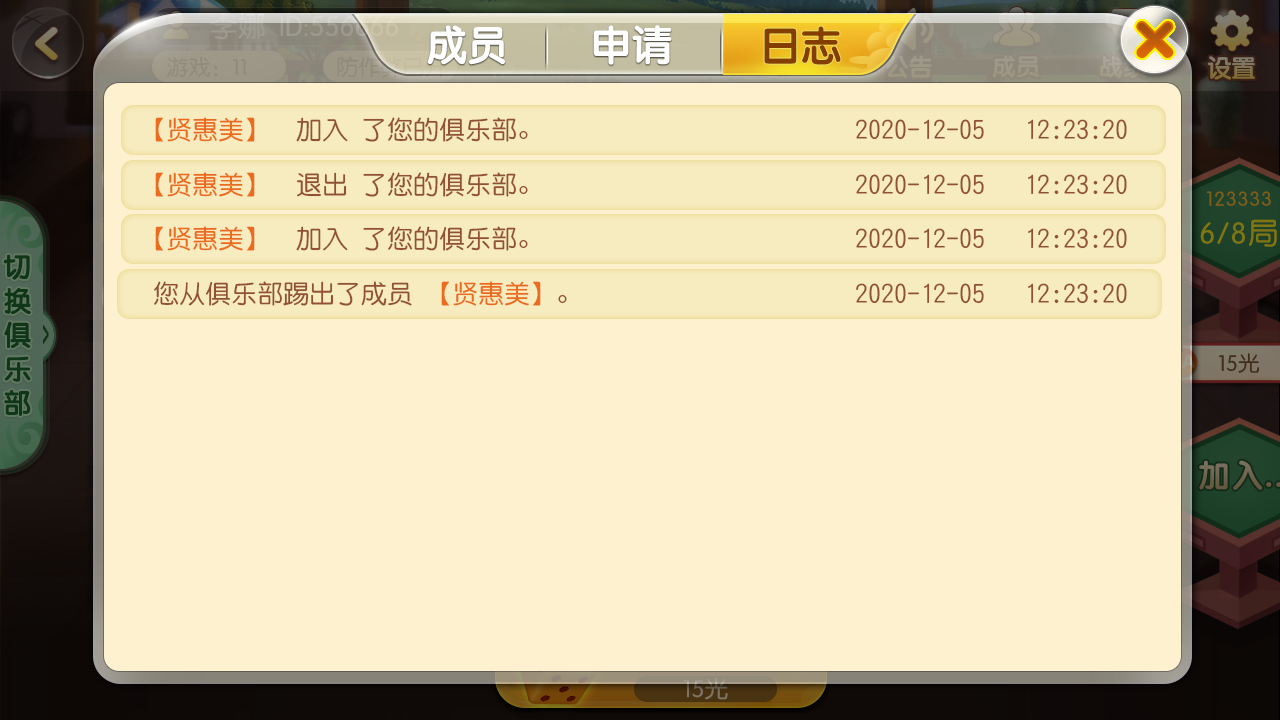 李娜 ID:556666
成员 申请 日志
设置
游戏：11
公告 成员
【贤惠美】 加入 了您的俱乐部。 2020-12-05 12:23:20
【贤惠美】 退出 了您的俱乐部。 2020-12-05 12:23:20
【贤惠美】 加入 了您的俱乐部。 2020-12-05 12:23:20
您从俱乐部踢出了成员 【贤惠美】。 2020-12-05 12:23:20
切换俱乐部
123333
6/8局
15光
加入..
15光